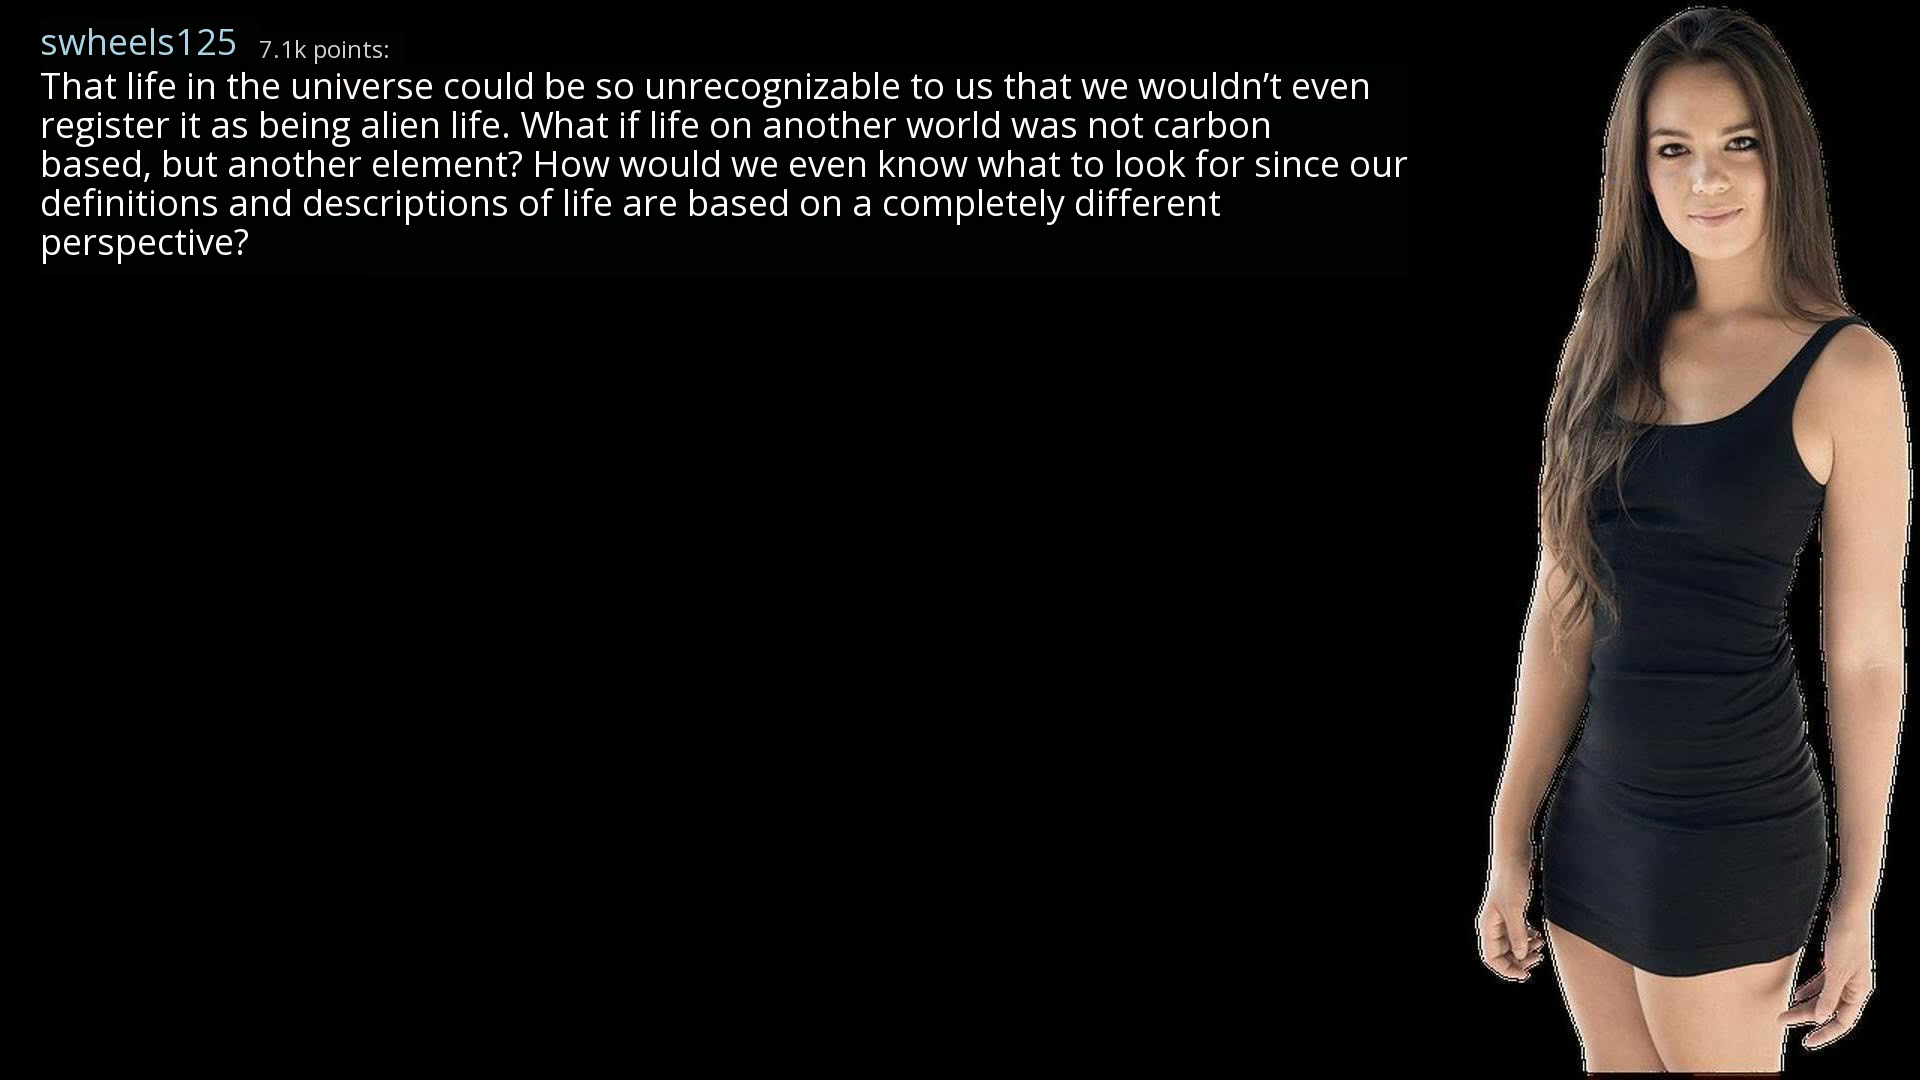 swheels125 7.1k points:
That life in the universe could be so unrecognizable to us that we wouldn’t even
register it as being alien life. What if life on another world was not carbon
based, but another element? How would we even know what to look for since our
definitions and descriptions of life are based on a completely different
perspective?